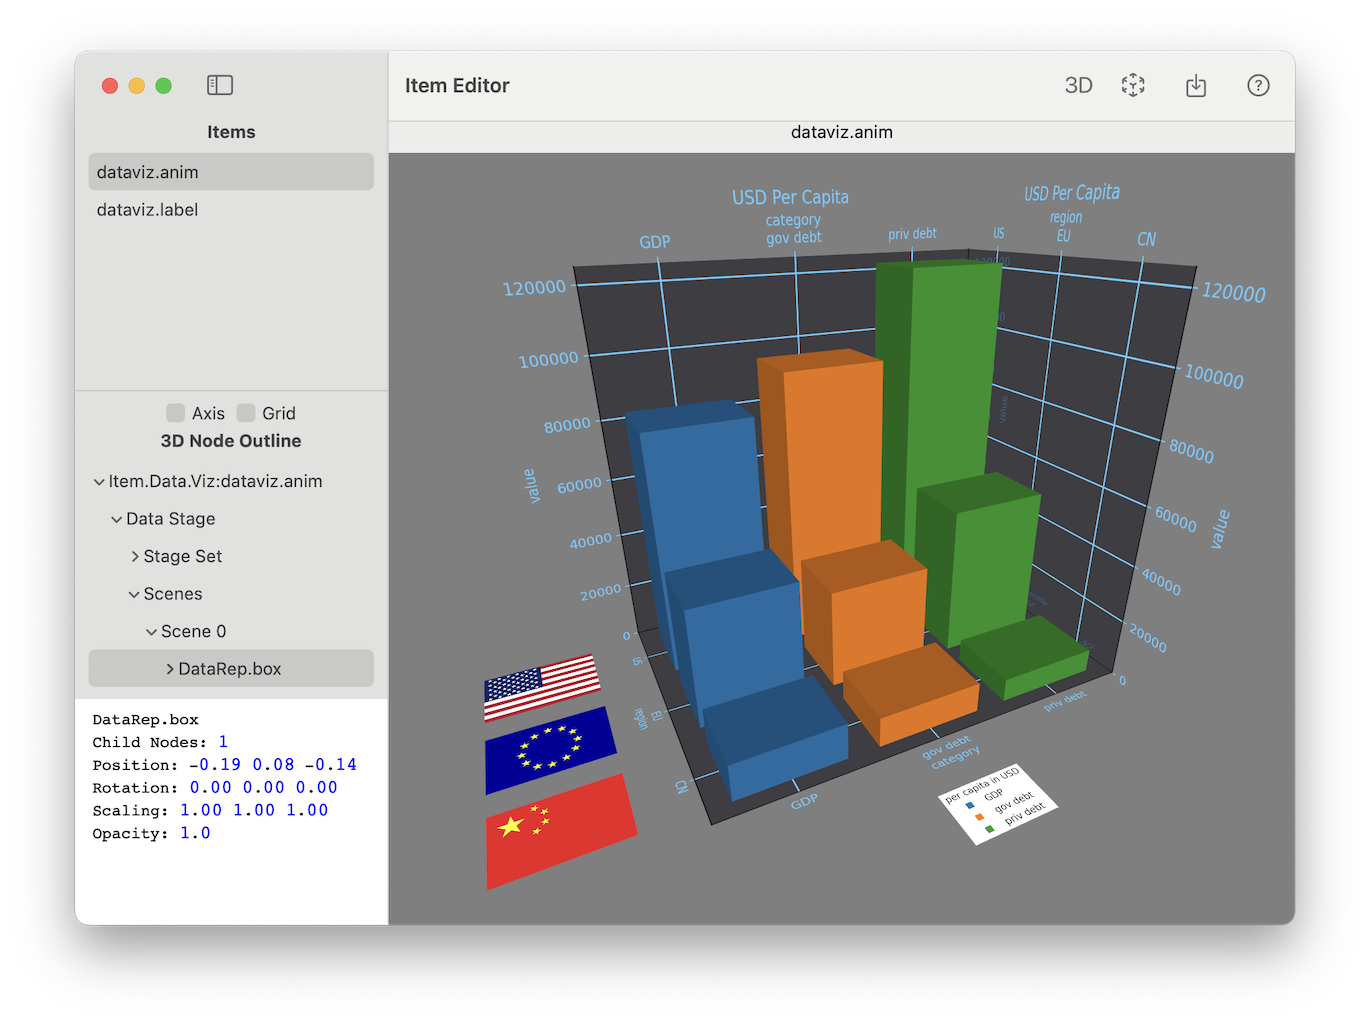 Item Editor
3D
?
dataviz.anim
Items
dataviz.anim
dataviz.label
Axis Grid
3D Node Outline
Item.Data.Viz:dataviz.anim
Data Stage
Stage Set
Scenes
Scene 0
DataRep.box
DataRep.box
Child Nodes: 1
Position: -0.19 0.08 -0.14
Rotation: 0.00 0.00 0.00
Scaling: 1.00 1.00 1.00
Opacity: 1.0
USD Per Capita
category
GDP gov debt priv debt
USD Per Capita
region
US EU CN
120000
100000
80000
60000
40000
20000
0
value
120000
100000
80000
60000
40000
20000
0
value
value
US
EU
CN
region
GDP
gov debt
priv debt
category
per capita in USD
GDP
gov debt
priv debt